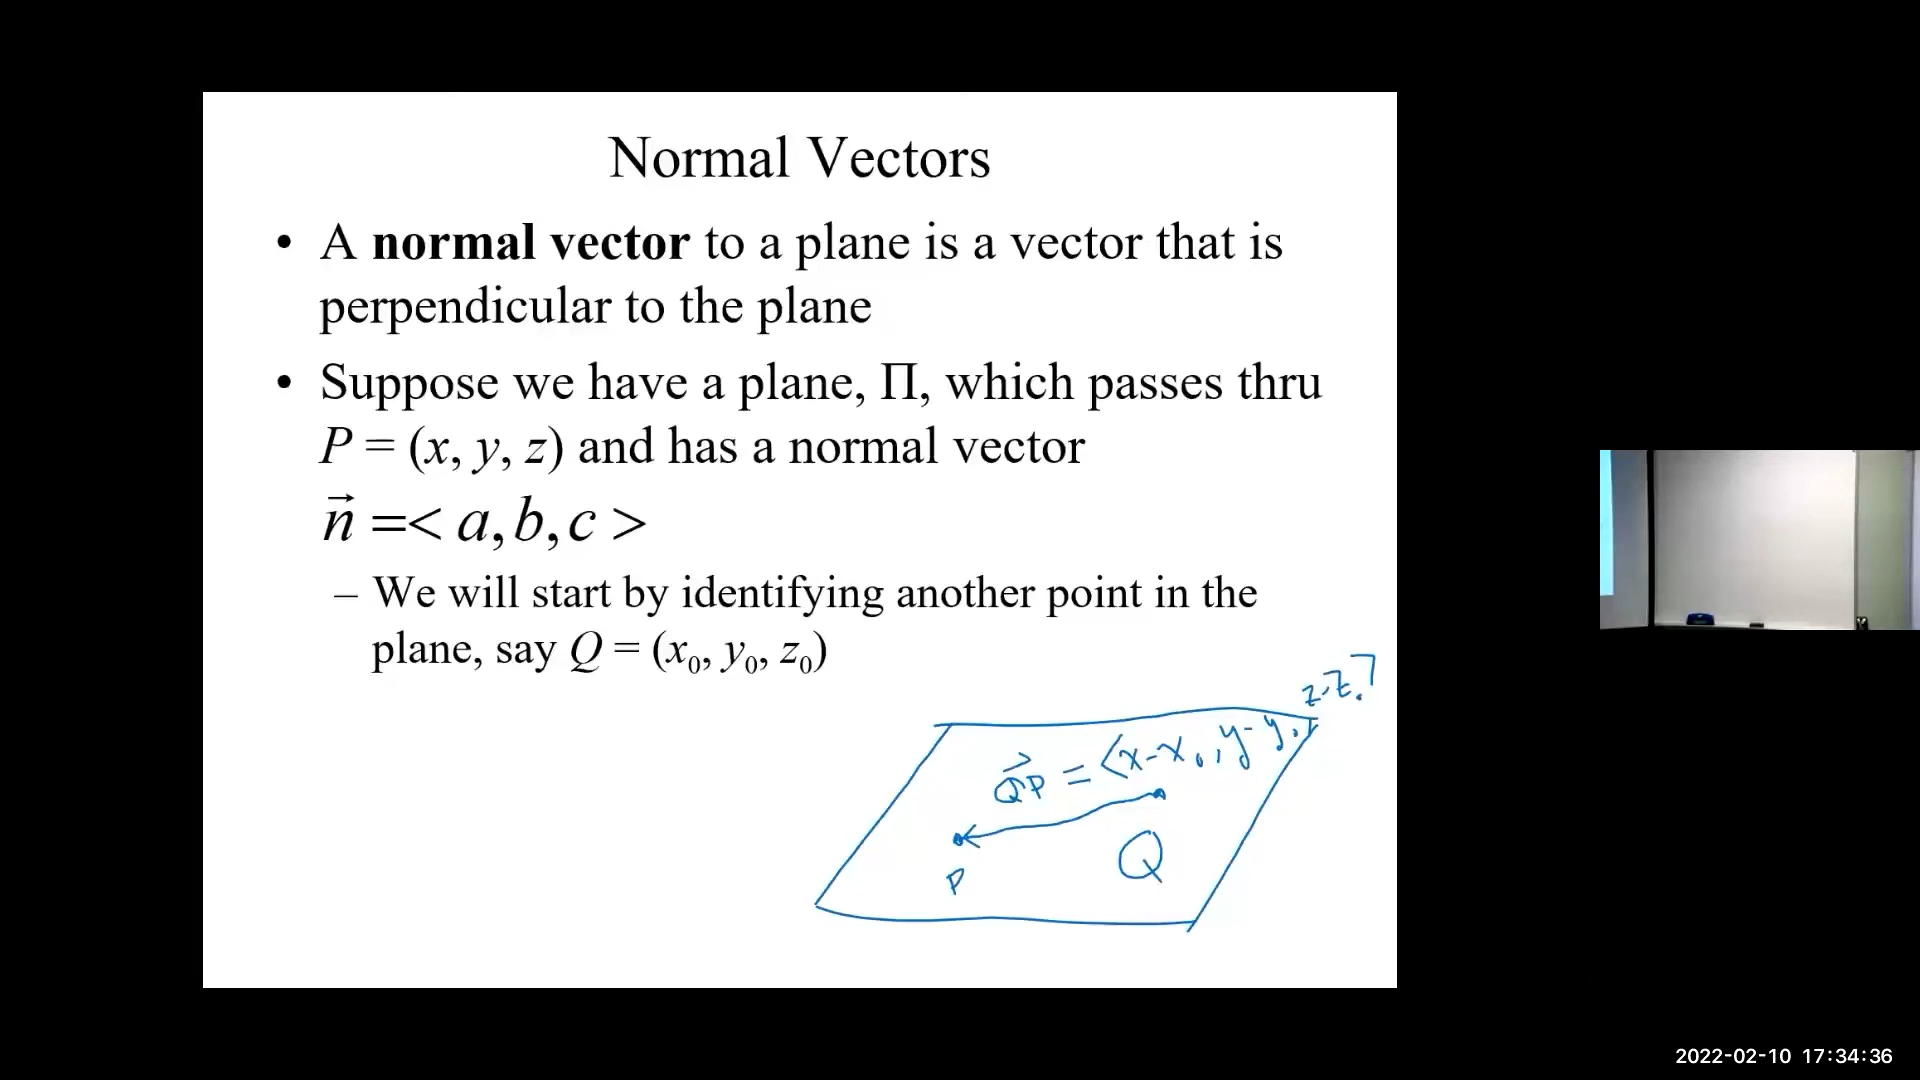 Normal Vectors
• A normal vector to a plane is a vector that is
perpendicular to the plane
• Suppose we have a plane, Π, which passes thru
P = (x, y, z) and has a normal vector
n⃗ =< a, b, c >
– We will start by identifying another point in the
plane, say Q = (x₀, y₀, z₀)
QP⃗ = ⟨x-x₀, y-y₀, z-z₀⟩
P
Q
2022-02-10 17:34:36